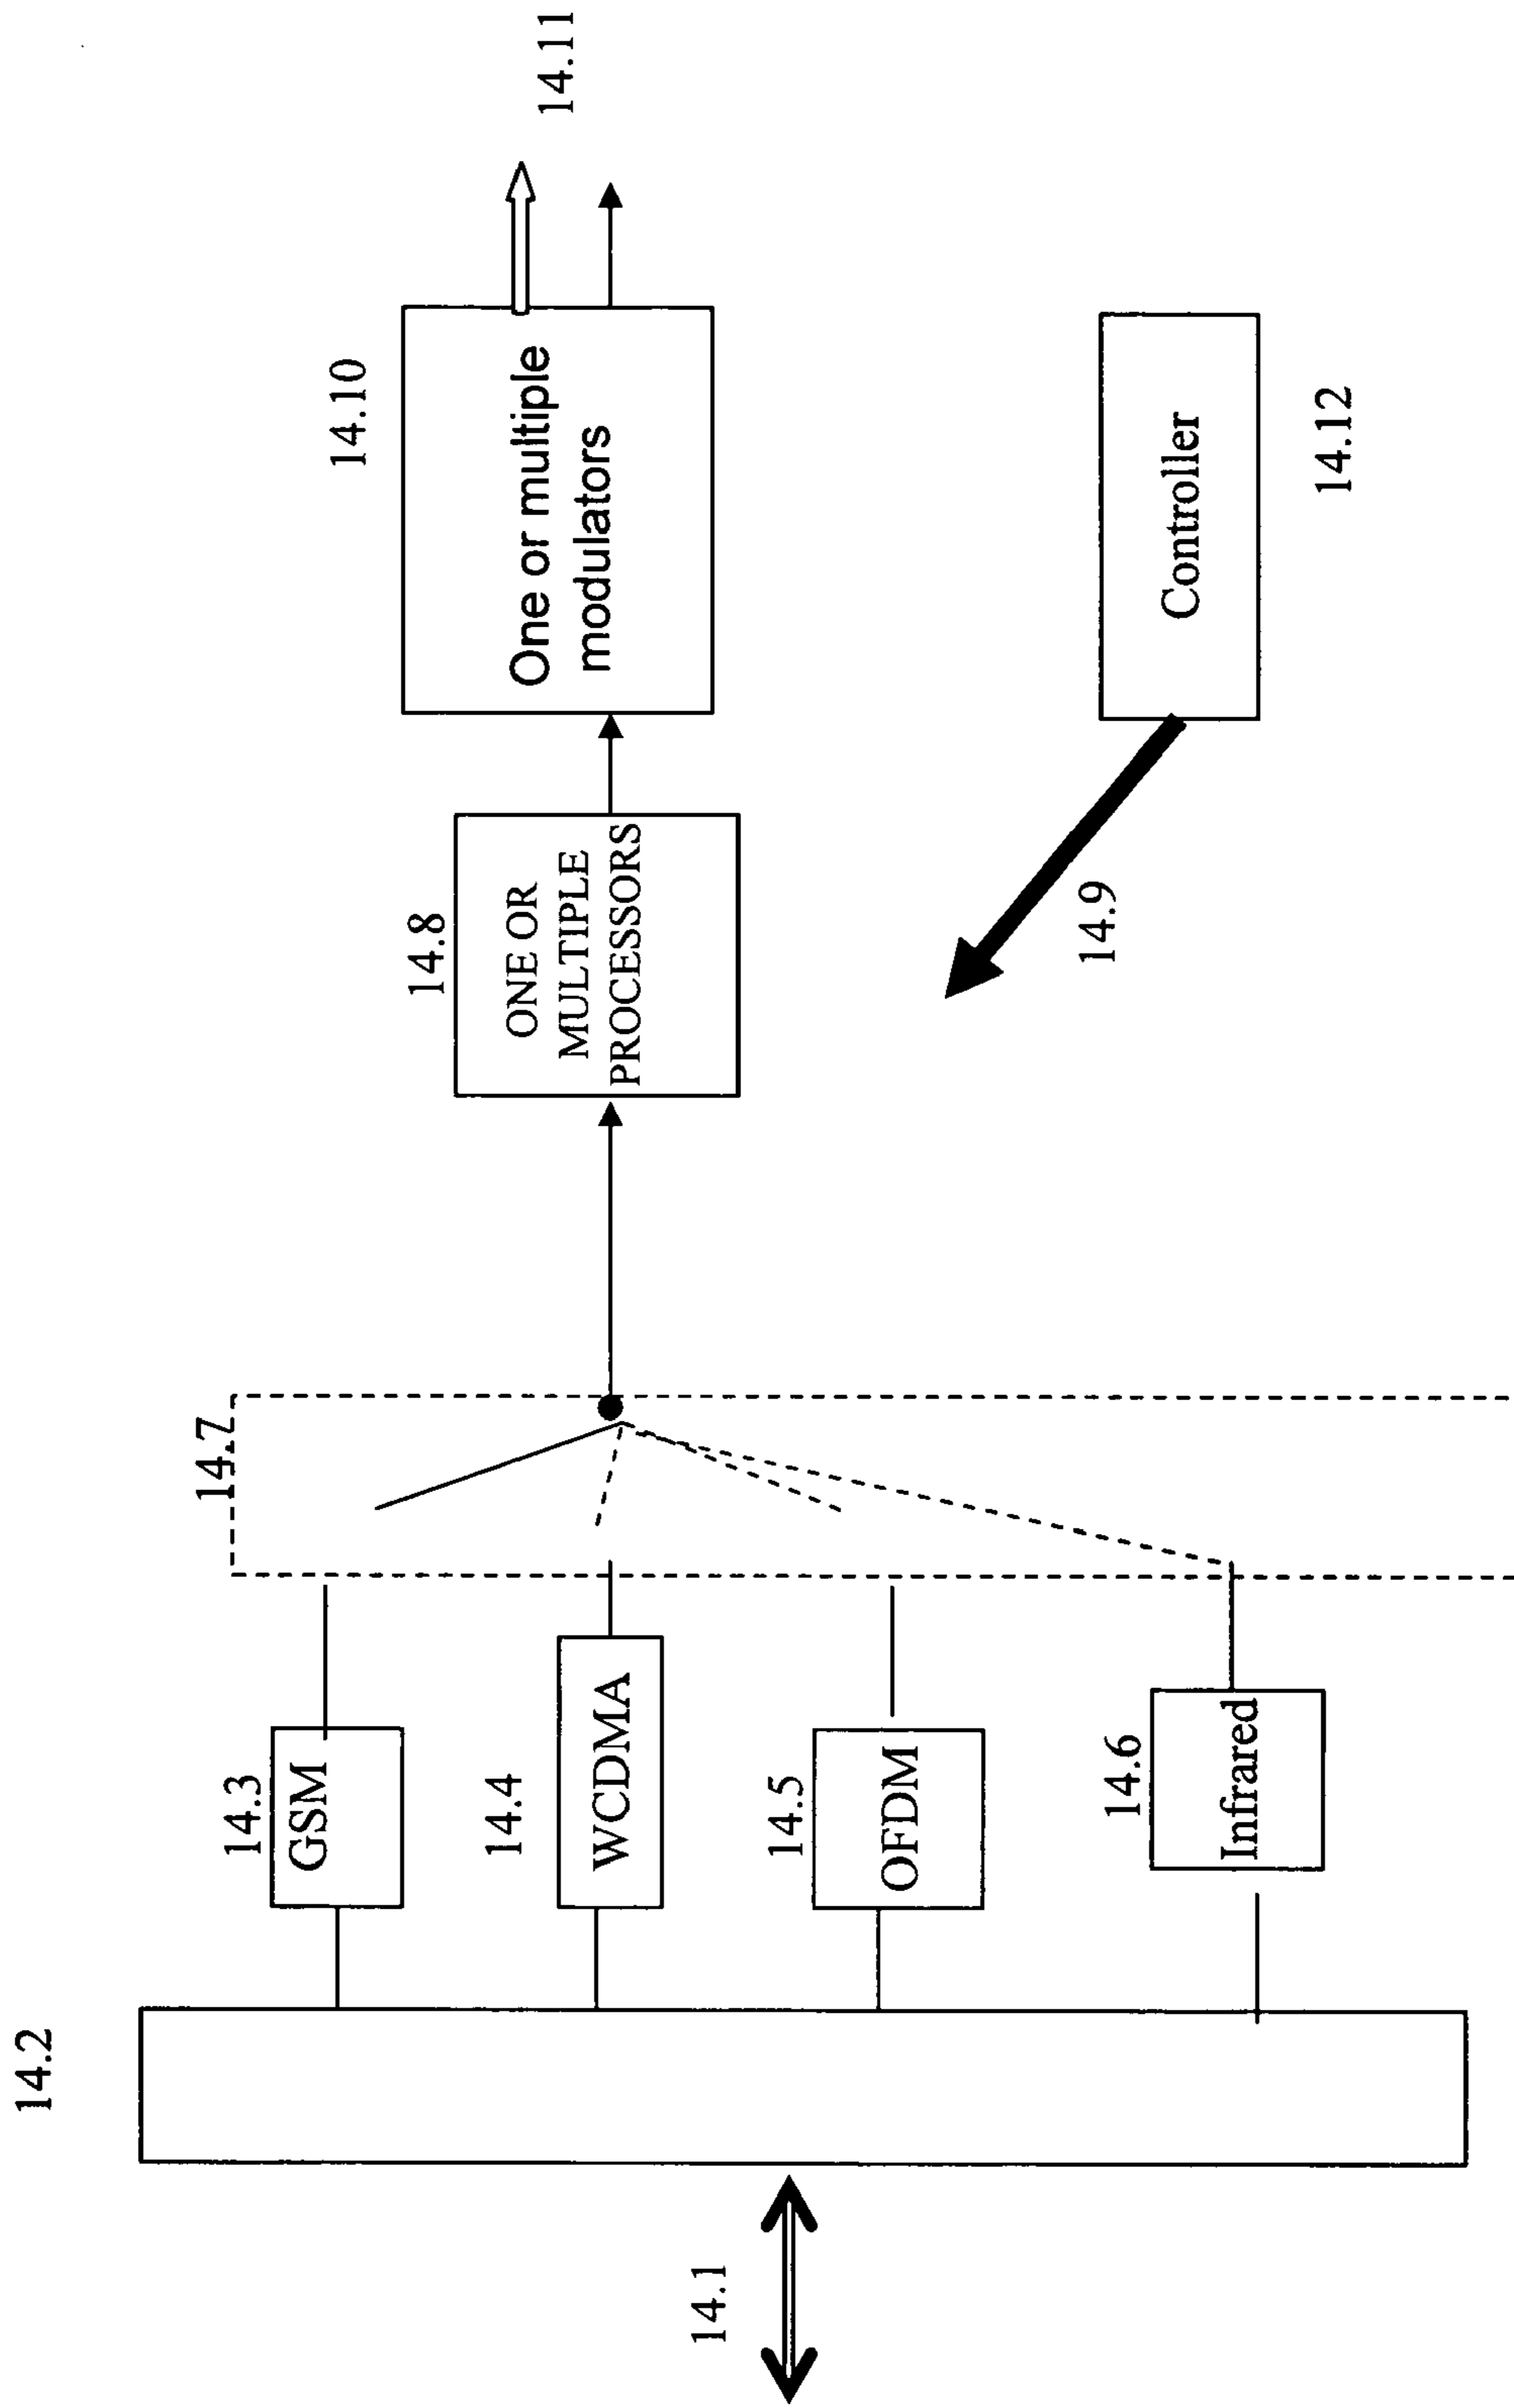 14.1
14.2
14.3
GSM
14.4
WCDMA
14.5
OFDM
14.6
Infrared
14.7
14.8
ONE OR
MULTIPLE
PROCESSORS
14.9
14.10
One or multiple
modulators
14.11
Controller
14.12